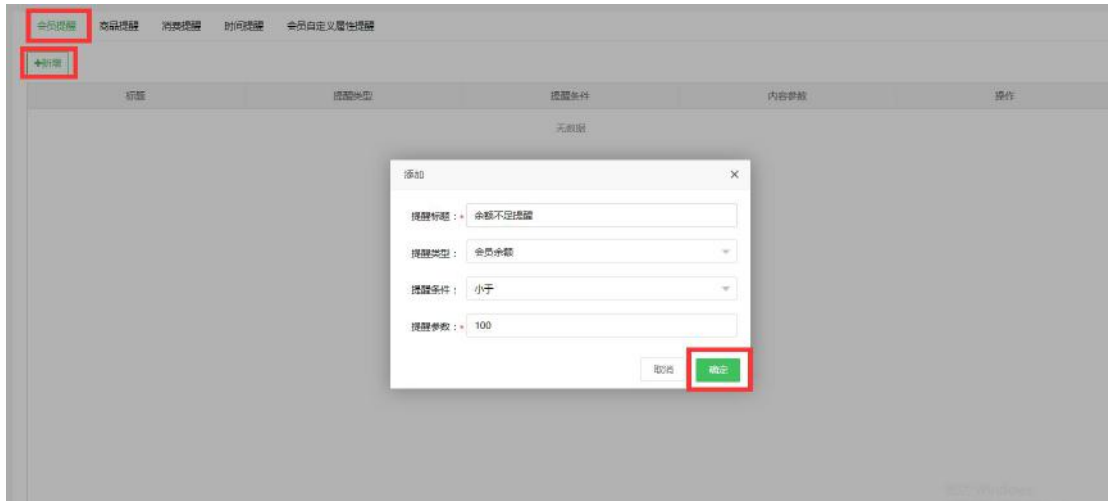 会员提醒 商品提醒 消费提醒 时间提醒 会员自定义属性提醒
+新增
标题 提醒类型 提醒条件 内容参数 操作
无数据
添加 ×
提醒标题：* 余额不足提醒
提醒类型： 会员余额
提醒条件： 小于
提醒参数：* 100
取消 确定